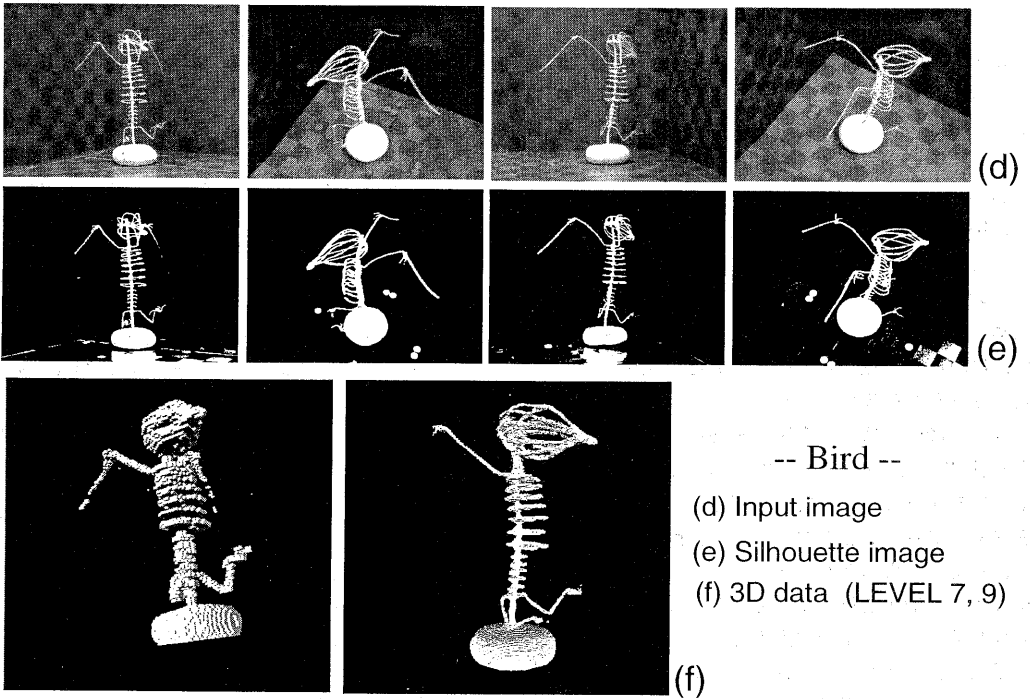 (d)
(e)
(f)
-- Bird --
(d) Input image
(e) Silhouette image
(f) 3D data (LEVEL 7, 9)